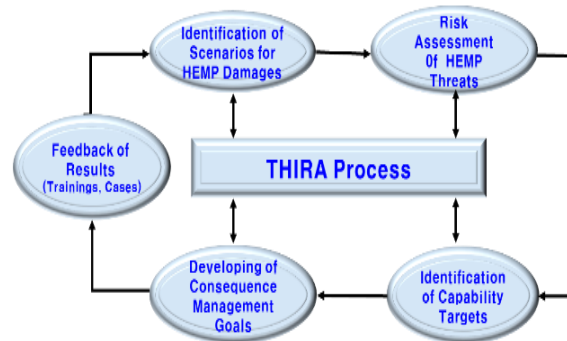 Identification of
Scenarios for
HEMP Damages
Risk
Assessment
0f HEMP
Threats
Feedback of
Results
(Trainings, Cases)
THIRA Process
Developing of
Consequence
Management
Goals
Identification
of Capability
Targets